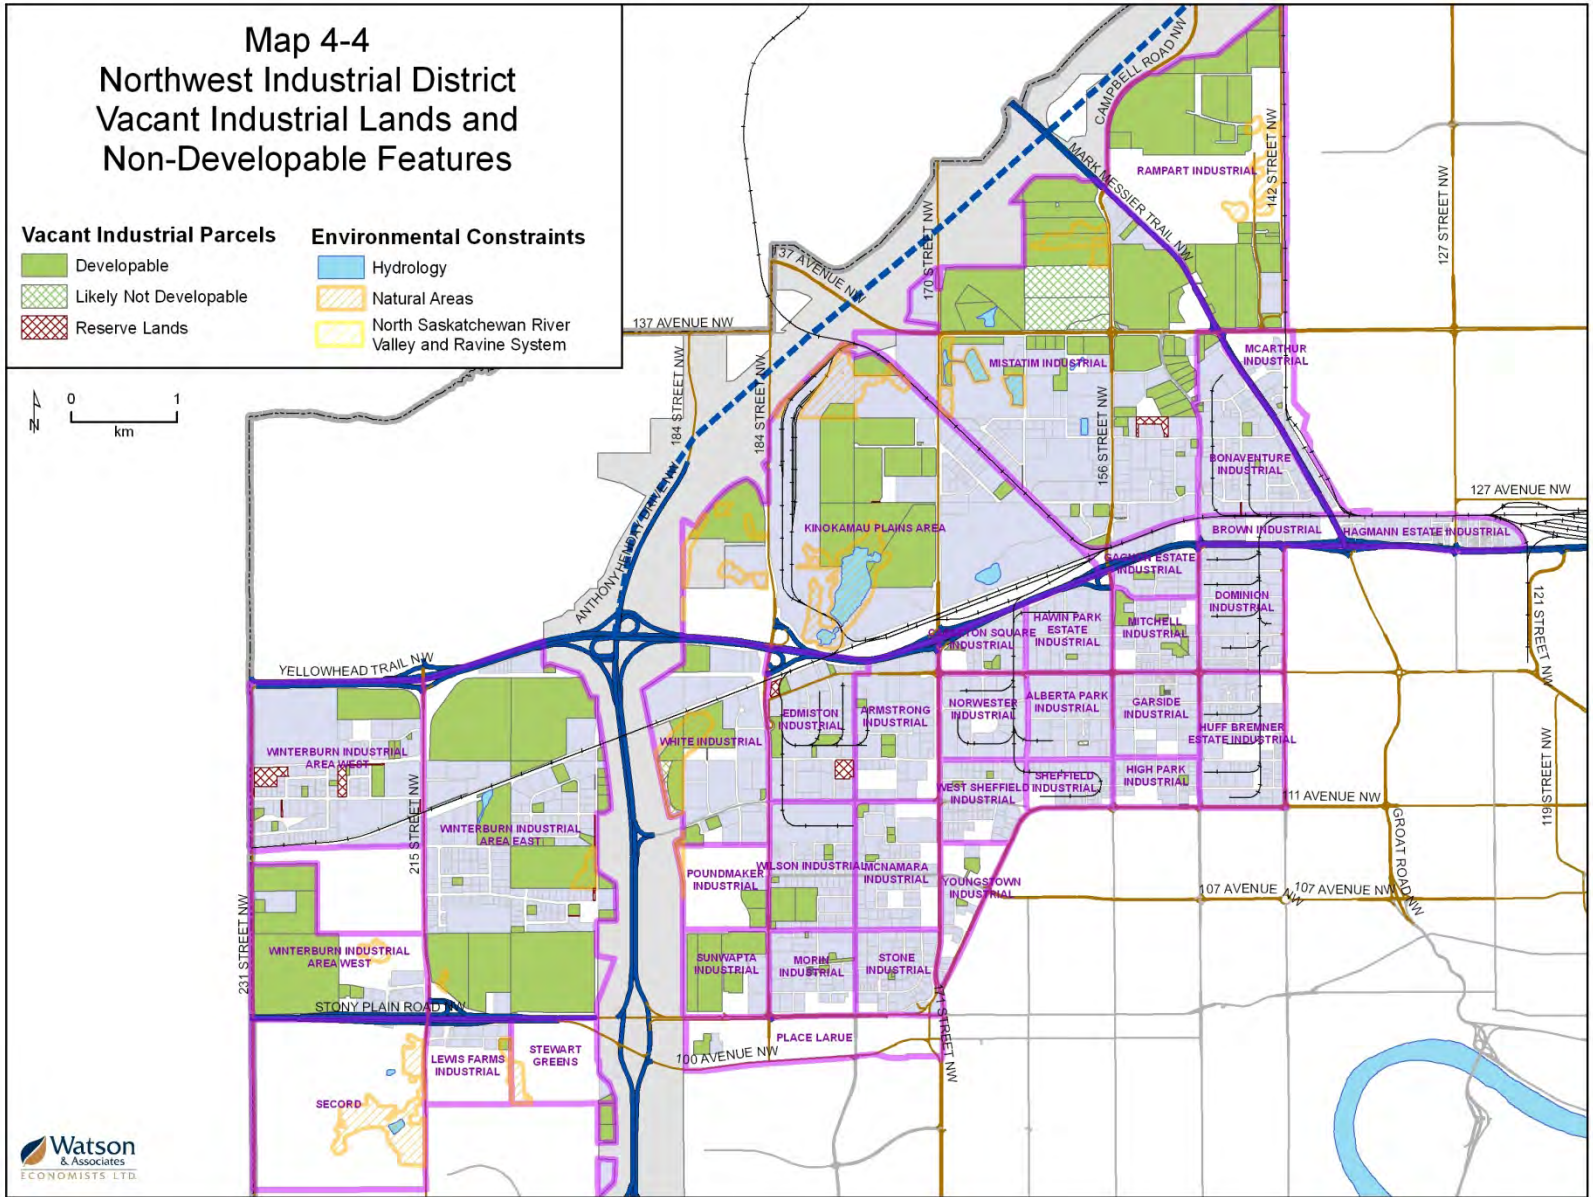 Map 4-4
Northwest Industrial District
Vacant Industrial Lands and
Non-Developable Features
Vacant Industrial Parcels
Developable
Likely Not Developable
Reserve Lands
Environmental Constraints
Hydrology
Natural Areas
North Saskatchewan River
Valley and Ravine System
N
0 1
km
CAMPBELL ROAD NW
MARK MESSIER TRAIL NW
RAMPART INDUSTRIAL
142 STREET NW
127 STREET NW
170 STREET NW
137 AVENUE NW
137 AVENUE NW
184 STREET NW
184 STREET NW
MISTATIM INDUSTRIAL
MCARTHUR
INDUSTRIAL
156 STREET NW
BONAVENTURE
INDUSTRIAL
127 AVENUE NW
KINOKAMAU PLAINS AREA
BROWN INDUSTRIAL
HAGMANN ESTATE INDUSTRIAL
ANTHONY HENDAY DRIVE NW
ESTATE
INDUSTRIAL
DOMINION
INDUSTRIAL
121 STREET NW
HAWIN PARK
ESTATE
INDUSTRIAL
MITCHELL
INDUSTRIAL
SQUARE
INDUSTRIAL
YELLOWHEAD TRAIL NW
EDMISTON
INDUSTRIAL
ARMSTRONG
INDUSTRIAL
NORWESTER
INDUSTRIAL
ALBERTA PARK
INDUSTRIAL
GARSIDE
INDUSTRIAL
HUFF BREMNER
ESTATE INDUSTRIAL
WHITE INDUSTRIAL
WINTERBURN INDUSTRIAL
AREA WEST
119 STREET NW
WEST SHEFFIELD
INDUSTRIAL
SHEFFIELD
INDUSTRIAL
HIGH PARK
INDUSTRIAL
111 AVENUE NW
215 STREET NW
WINTERBURN INDUSTRIAL
AREA EAST
GROAT ROAD NW
POUNDMAKER
INDUSTRIAL
WILSON INDUSTRIAL
MCNAMARA
INDUSTRIAL
YOUNGSTOWN
INDUSTRIAL
107 AVENUE NW
107 AVENUE NW
231 STREET NW
WINTERBURN INDUSTRIAL
AREA WEST
SUNWAPTA
INDUSTRIAL
MORIN
INDUSTRIAL
STONE
INDUSTRIAL
STONY PLAIN ROAD NW
171 STREET NW
PLACE LARUE
100 AVENUE NW
LEWIS FARMS
INDUSTRIAL
STEWART
GREENS
SECORD
Watson
& Associates
ECONOMISTS LTD.